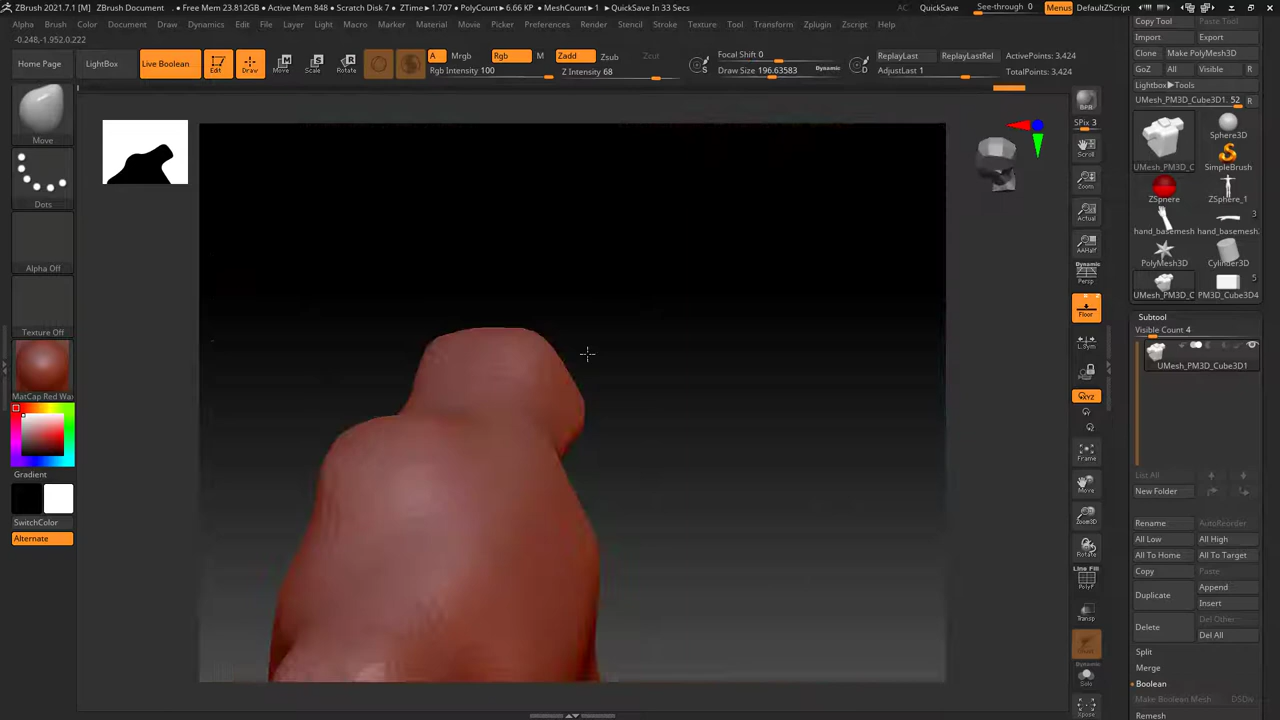 ZBrush 2021.7.1 [M] ZBrush Document . • Free Mem 23.812GB • Active Mem 848 • Scratch Disk 7 • ZTime▶1.707 • PolyCount▶6.66 KP • MeshCount▶1 • QuickSave In 33 Secs AC QuickSave See-through 0 Menus DefaultZScript
Alpha Brush Color Document Draw Dynamics Edit File Layer Light Macro Marker Material Movie Picker Preferences Render Stencil Stroke Texture Tool Transform Zplugin Zscript Help
-0.248,-1.952,0.222
Home Page LightBox Live Boolean Edit Draw Move Scale Rotate
A Mrgb Rgb M Zadd Zsub Zcut
Rgb Intensity 100 Z Intensity 68
S Focal Shift 0
Draw Size 196.63583 Dynamic D
ReplayLast ReplayLastRel ActivePoints: 3,424
AdjustLast 1 TotalPoints: 3,424
Move
Dots
Alpha Off
Texture Off
MatCap Red Wa
Gradient
SwitchColor
Alternate
BPR
SPix 3
Scroll
Zoom
Actual
AAHalf
Dynamic
Persp
Floor
L.Sym
XYZ
Frame
Move
Zoom3D
Rotate
Line Fill
PolyF
Transp
Dynamic
Solo
Xpose
Copy Tool Paste Tool
Import Export
Clone Make PolyMesh3D
GoZ All Visible R
Lightbox▶Tools
UMesh_PM3D_Cube3D1. 52 R
Sphere3D
UMesh_PM3D_C SimpleBrush
ZSphere ZSphere_1
3
hand_basemesh hand_basemesh.
PolyMesh3D Cylinder3D
5
UMesh_PM3D_C PM3D_Cube3D4
Subtool
Visible Count 4
UMesh_PM3D_Cube3D1
List All
New Folder
Rename AutoReorder
All Low All High
All To Home All To Target
Copy Paste
Duplicate Append
Insert
Delete Del Other
Del All
Split
Merge
Boolean
Make Boolean Mesh DSDiv
Remesh